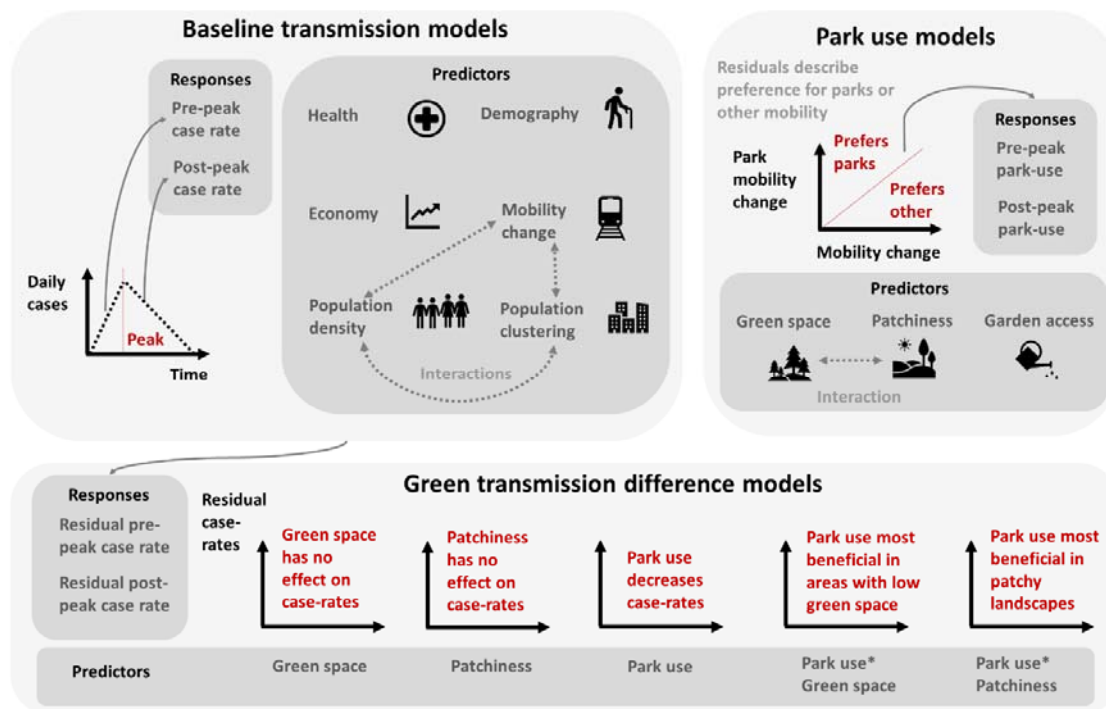 Baseline transmission models
Responses
Pre-peak
case rate
Post-peak
case rate
Daily
cases
Peak
Time
Predictors
Health
Demography
Economy
Mobility
change
Population
density
Population
clustering
Interactions
Park use models
Residuals describe
preference for parks or
other mobility
Park
mobility
change
Prefers
parks
Prefers
other
Mobility change
Responses
Pre-peak
park-use
Post-peak
park-use
Predictors
Green space
Patchiness
Garden access
Interaction
Green transmission difference models
Responses
Residual pre-
peak case rate
Residual post-
peak case rate
Residual
case-
rates
Green space
has no
effect on
case-rates
Patchiness
has no
effect on
case-rates
Park use
decreases
case-rates
Park use most
beneficial in
areas with low
green space
Park use most
beneficial in
patchy
landscapes
Predictors
Green space
Patchiness
Park use
Park use*
Green space
Park use*
Patchiness